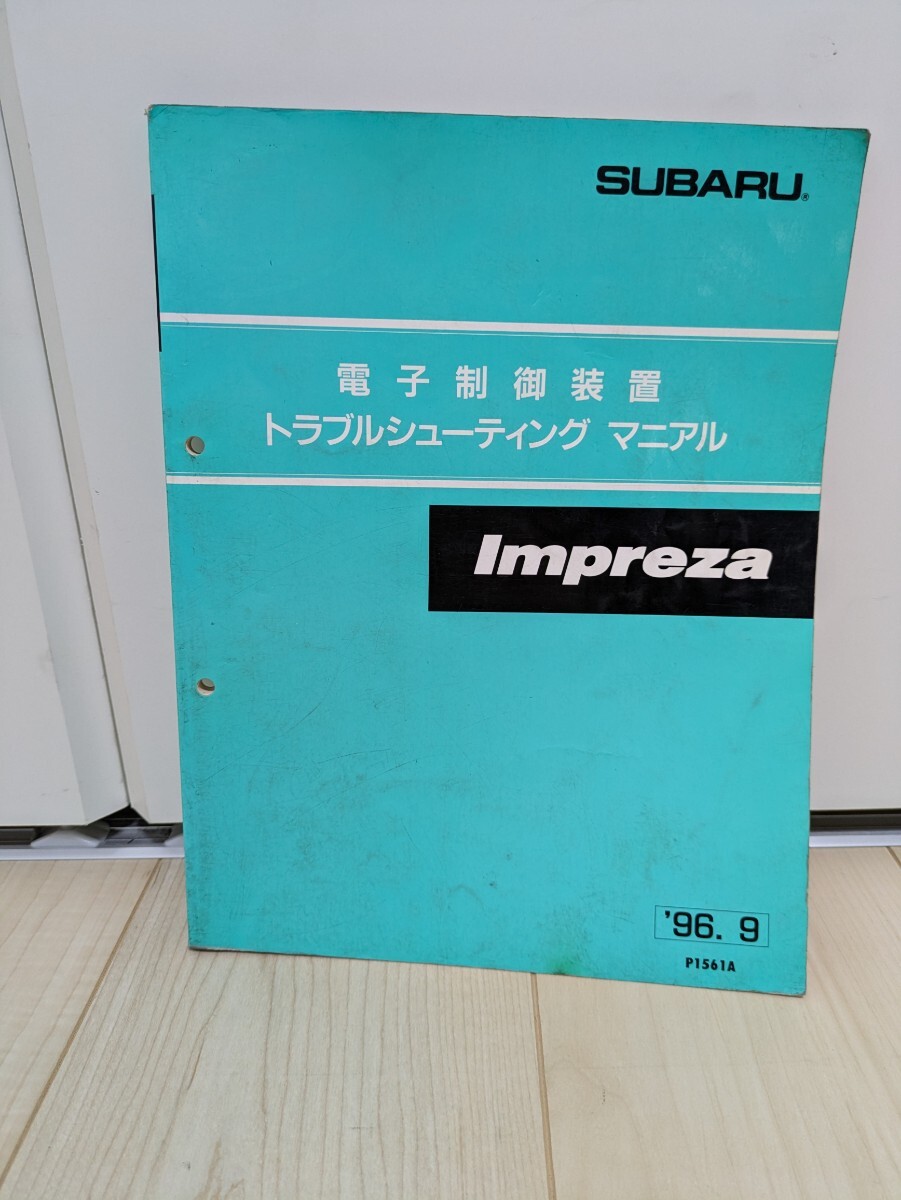 SUBARU®
電子制御装置
トラブルシューティング マニアル
Impreza
'96. 9
P1561A